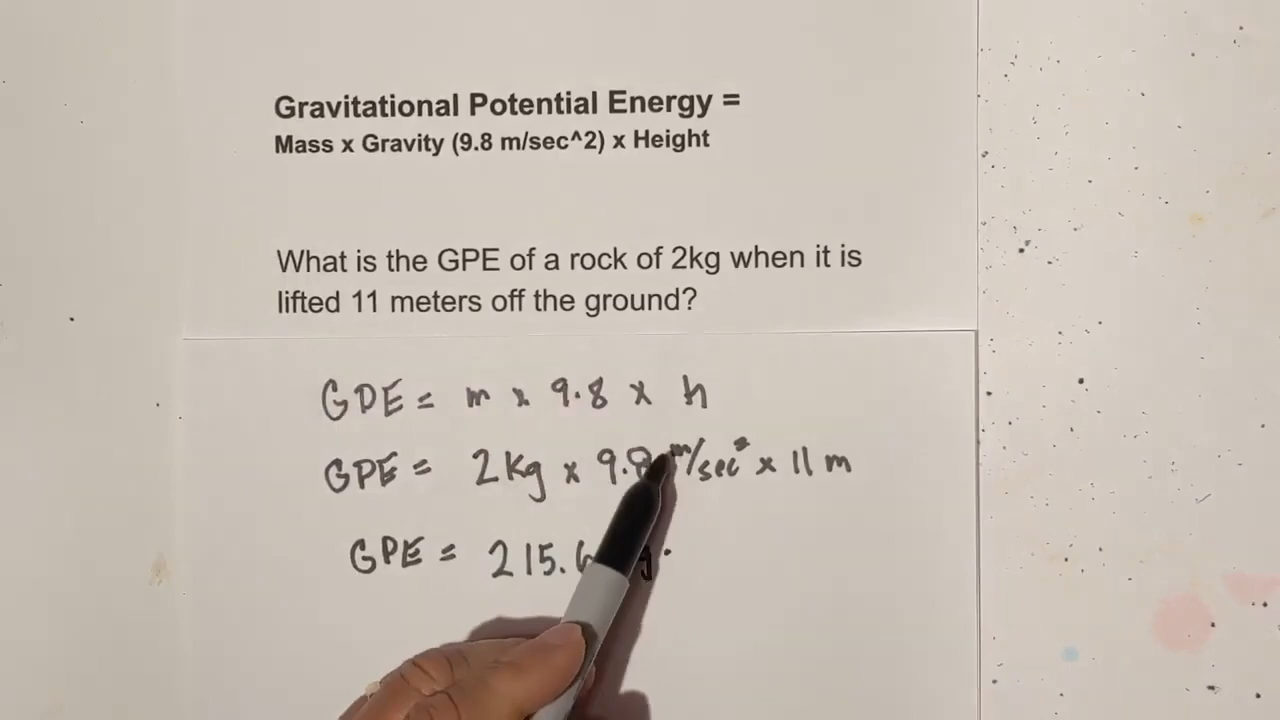 Gravitational Potential Energy =
Mass x Gravity (9.8 m/sec^2) x Height
What is the GPE of a rock of 2kg when it is
lifted 11 meters off the ground?
GPE = m x 9.8 x h
GPE = 2kg x 9.8 m/sec² x 11 m
GPE = 215.6